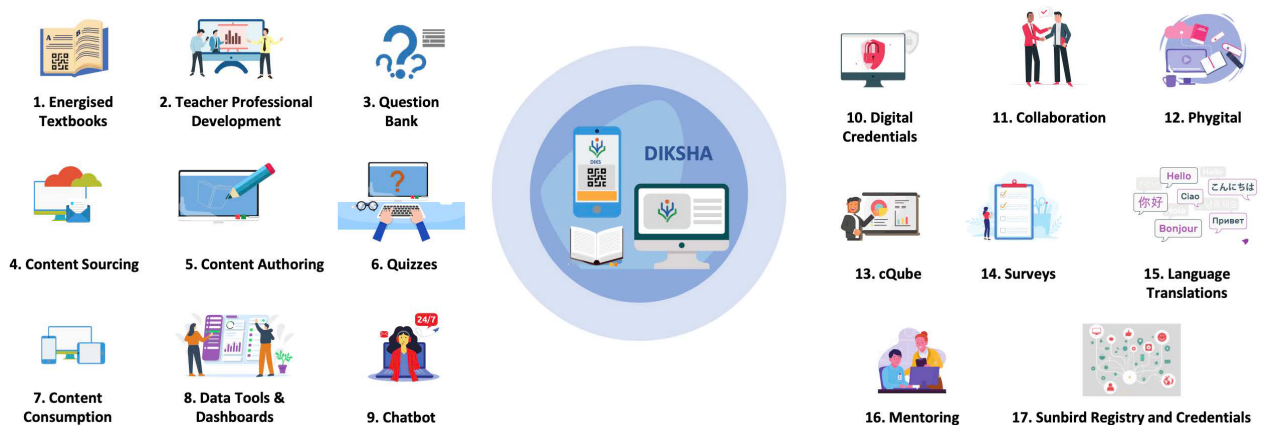 1. Energised
Textbooks
2. Teacher Professional
Development
3. Question
Bank
4. Content Sourcing
5. Content Authoring
6. Quizzes
7. Content
Consumption
8. Data Tools &
Dashboards
24/7
9. Chatbot
DIKSHA
10. Digital
Credentials
11. Collaboration
12. Phygital
13. cQube
14. Surveys
Hello
你好
Ciao
こんにちは
Привет
Bonjour
15. Language
Translations
16. Mentoring
17. Sunbird Registry and Credentials